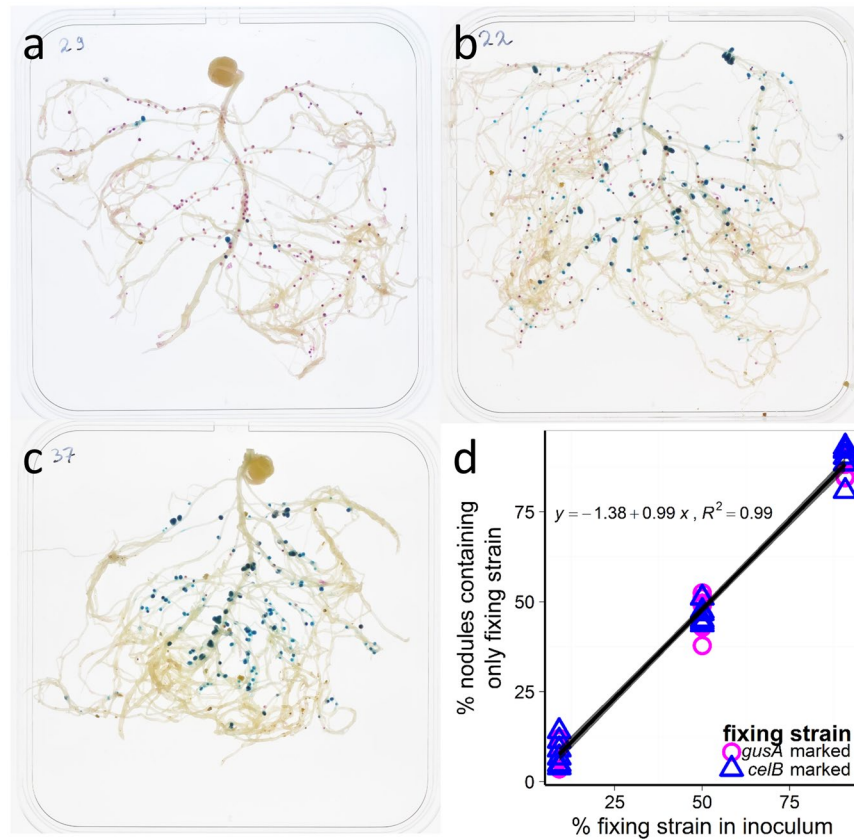 a
29
b
22
c
37
d
y = −1.38 + 0.99 x , R² = 0.99
% nodules containing
only fixing strain
75
50
25
0
fixing strain
gusA marked
celB marked
25
50
75
% fixing strain in inoculum